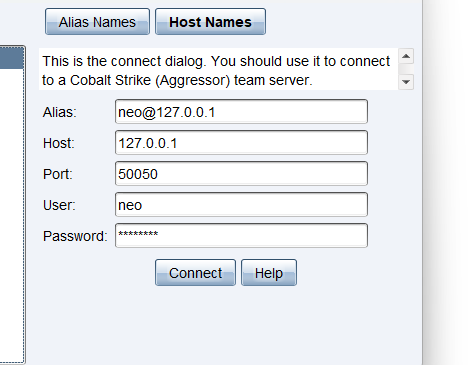 Alias Names Host Names
This is the connect dialog. You should use it to connect
to a Cobalt Strike (Aggressor) team server.
Alias: neo@127.0.0.1
Host: 127.0.0.1
Port: 50050
User: neo
Password: ********
Connect Help